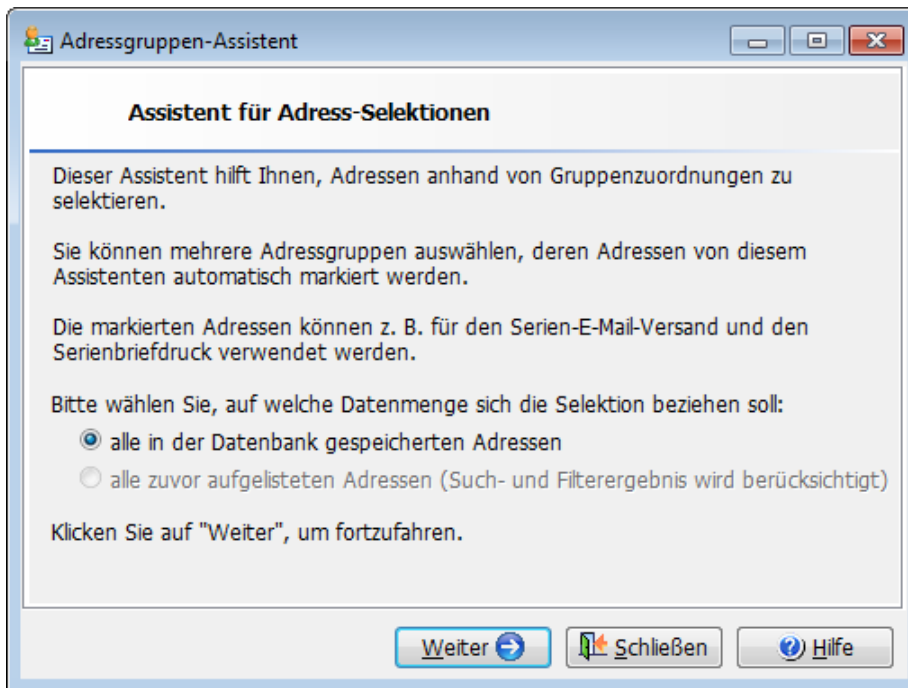 Adressgruppen-Assistent
Assistent für Adress-Selektionen
Dieser Assistent hilft Ihnen, Adressen anhand von Gruppenzuordnungen zu
selektieren.
Sie können mehrere Adressgruppen auswählen, deren Adressen von diesem
Assistenten automatisch markiert werden.
Die markierten Adressen können z. B. für den Serien-E-Mail-Versand und den
Serienbriefdruck verwendet werden.
Bitte wählen Sie, auf welche Datenmenge sich die Selektion beziehen soll:
alle in der Datenbank gespeicherten Adressen
alle zuvor aufgelisteten Adressen (Such- und Filterergebnis wird berücksichtigt)
Klicken Sie auf "Weiter", um fortzufahren.
Weiter Schließen Hilfe